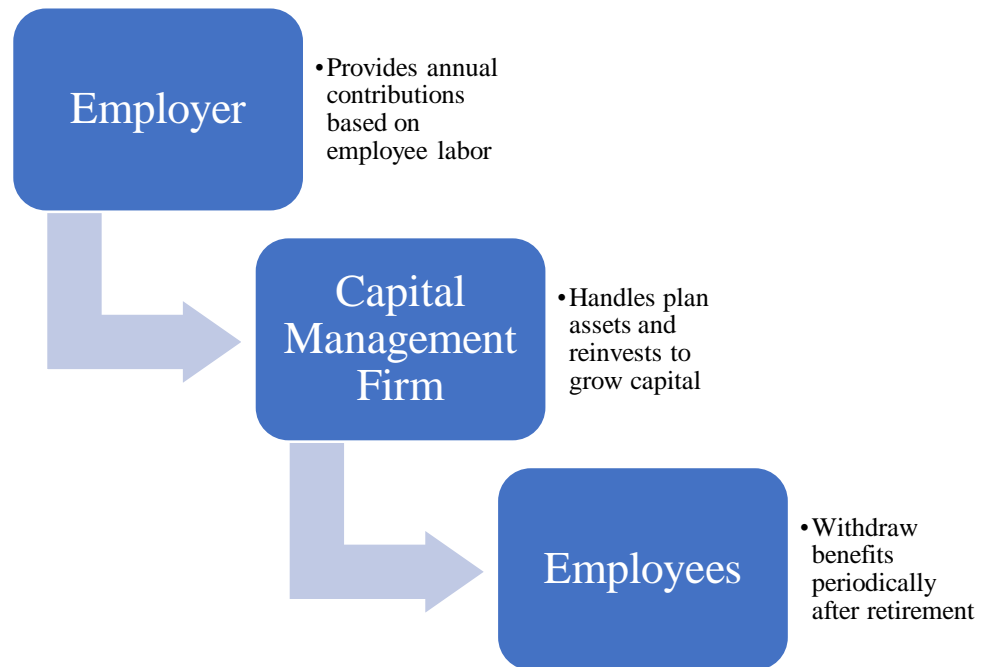 Employer
•Provides annual
contributions
based on
employee labor
Capital
Management
Firm
•Handles plan
assets and
reinvests to
grow capital
Employees
•Withdraw
benefits
periodically
after retirement